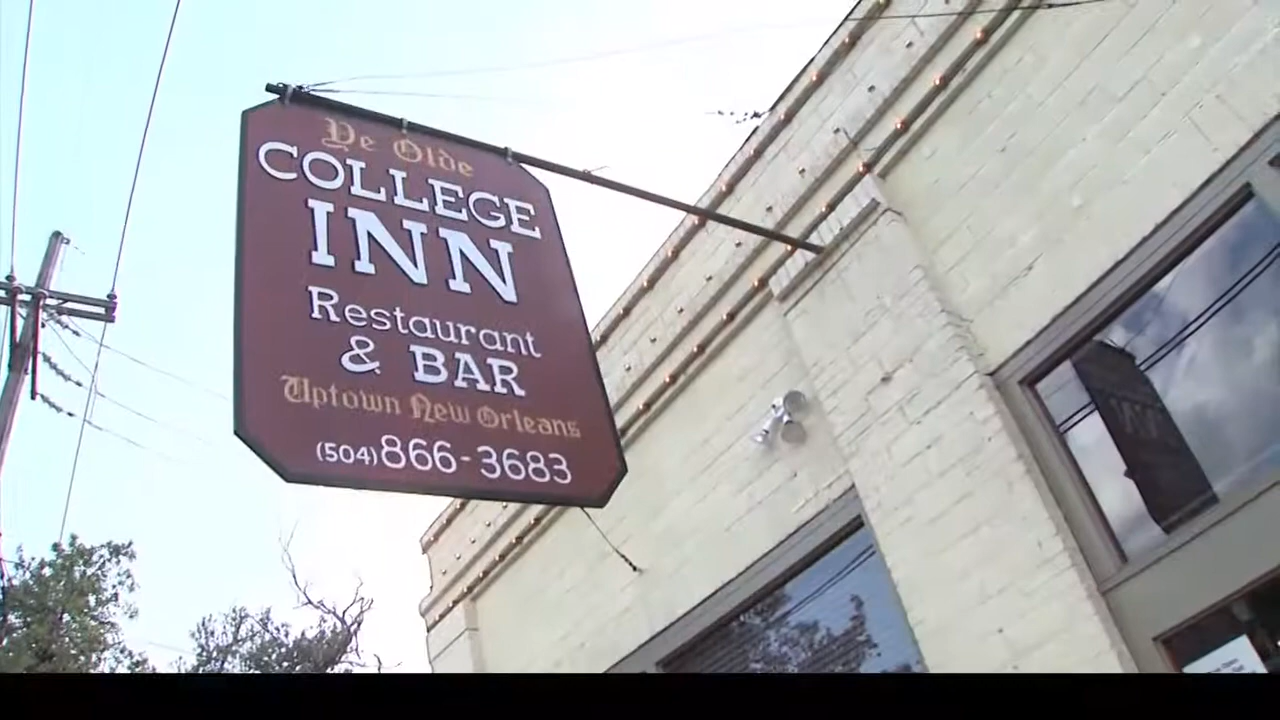 Ye Olde
COLLEGE
INN
Restaurant
& BAR
Uptown New Orleans
(504) 866-3683